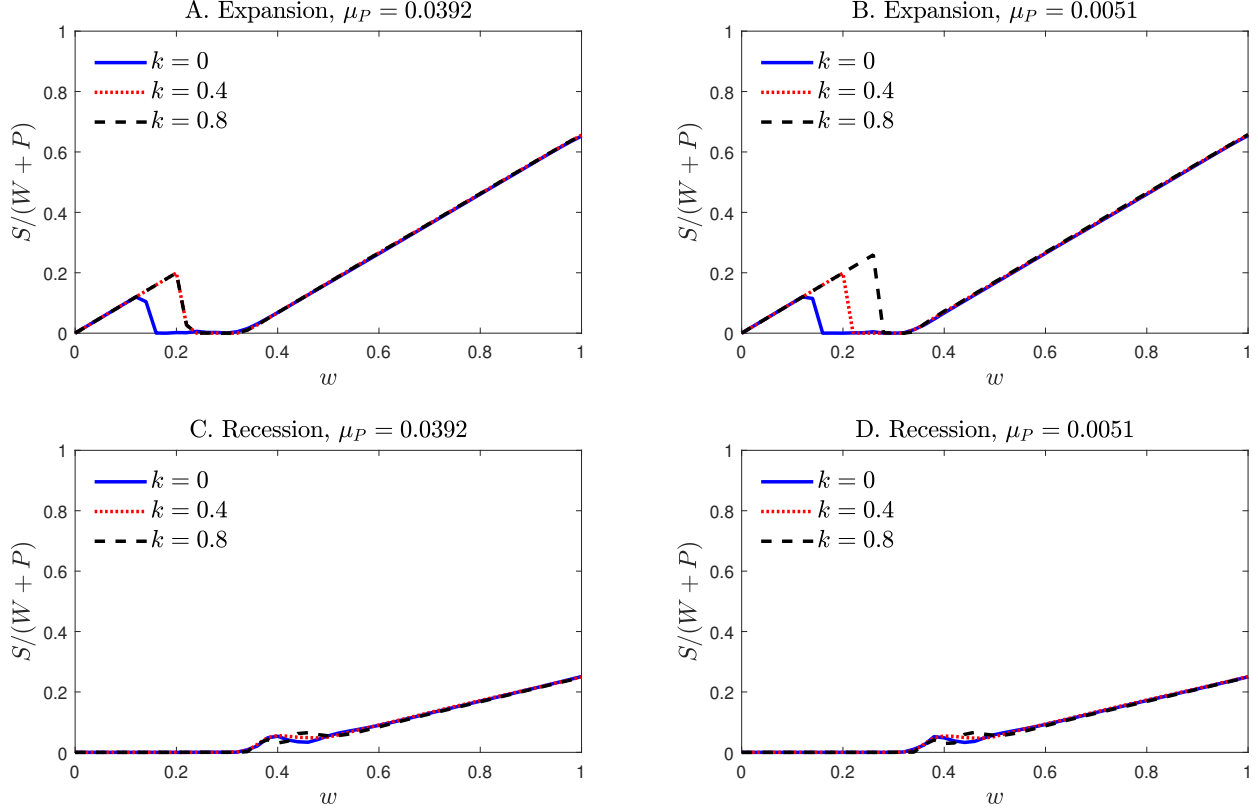 A. Expansion, μ_P = 0.0392
S/(W + P)
1
0.8
0.6
0.4
0.2
0
k = 0
k = 0.4
k = 0.8
0 0.2 0.4 0.6 0.8 1
w
B. Expansion, μ_P = 0.0051
S/(W + P)
1
0.8
0.6
0.4
0.2
0
k = 0
k = 0.4
k = 0.8
0 0.2 0.4 0.6 0.8 1
w
C. Recession, μ_P = 0.0392
S/(W + P)
1
0.8
0.6
0.4
0.2
0
k = 0
k = 0.4
k = 0.8
0 0.2 0.4 0.6 0.8 1
w
D. Recession, μ_P = 0.0051
S/(W + P)
1
0.8
0.6
0.4
0.2
0
k = 0
k = 0.4
k = 0.8
0 0.2 0.4 0.6 0.8 1
w